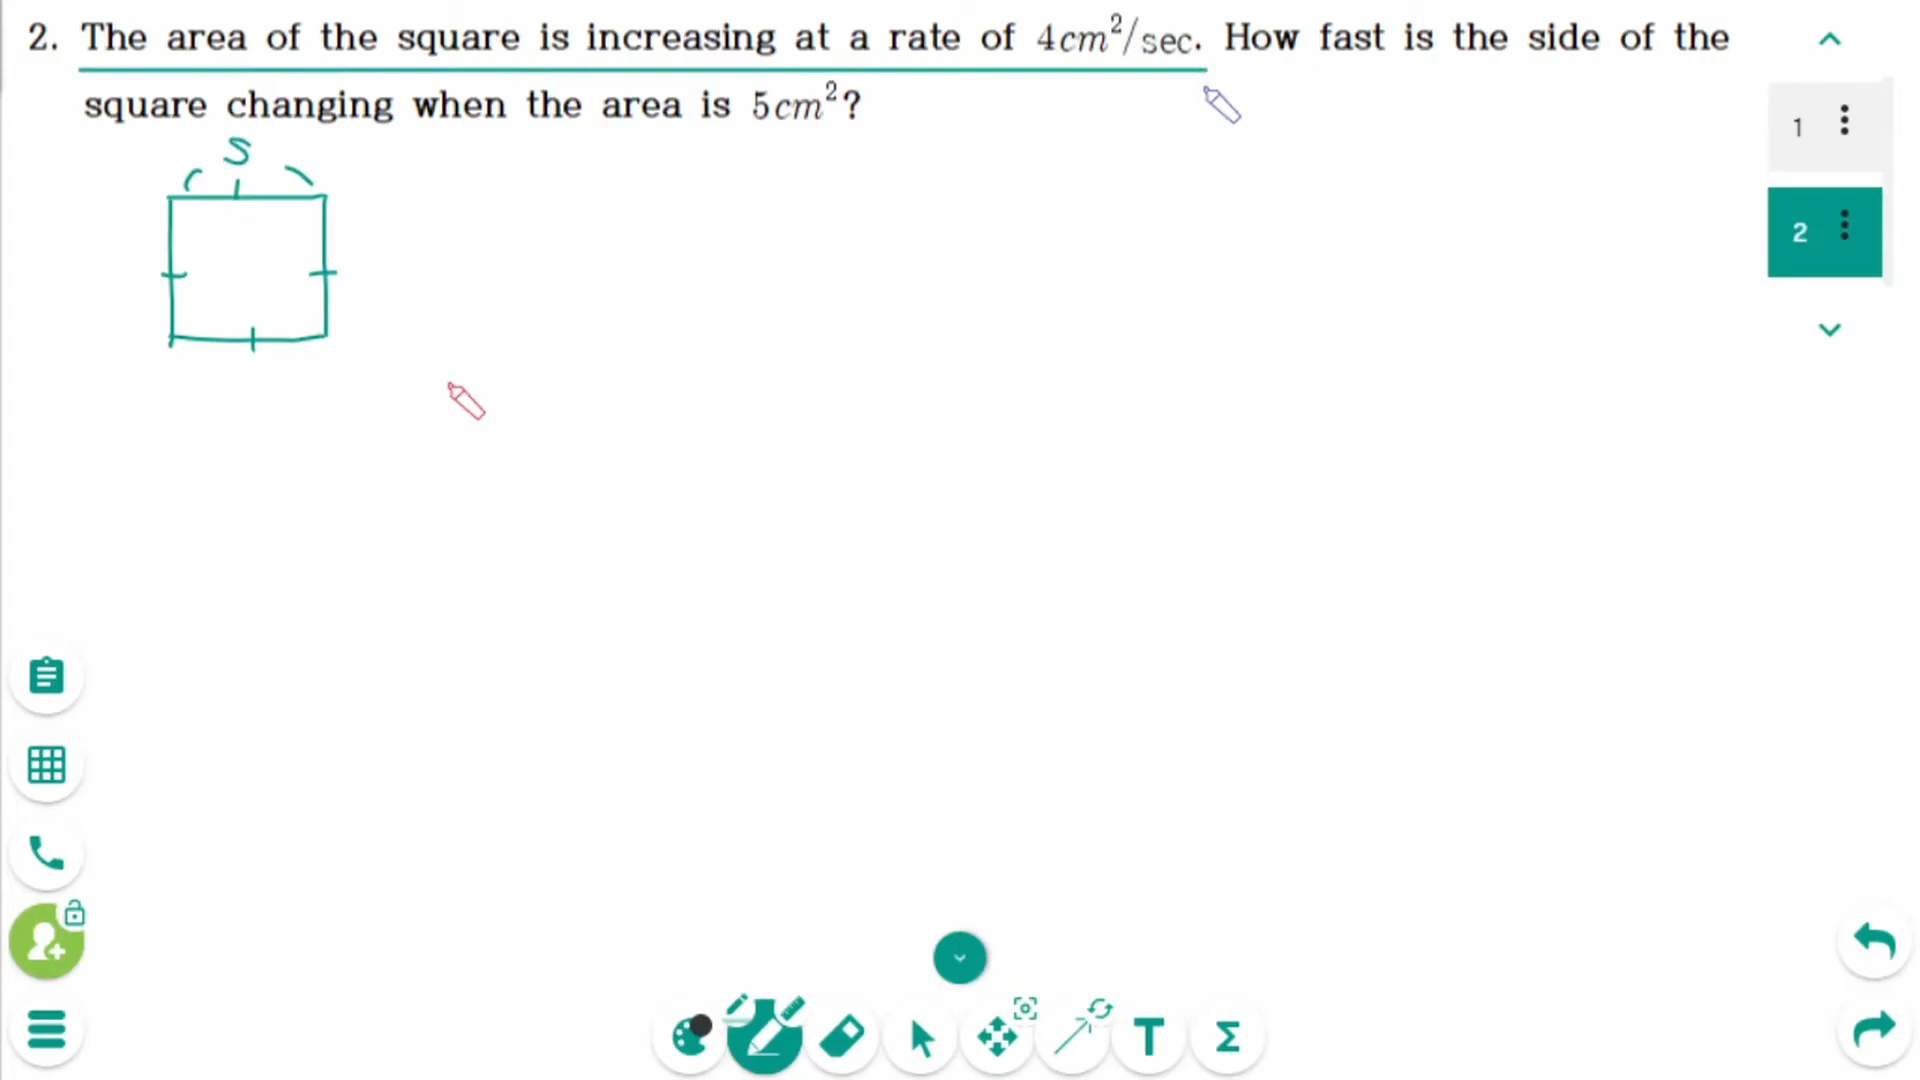 2. The area of the square is increasing at a rate of 4cm²/sec. How fast is the side of the
square changing when the area is 5cm²?
S
1
2
T
Σ